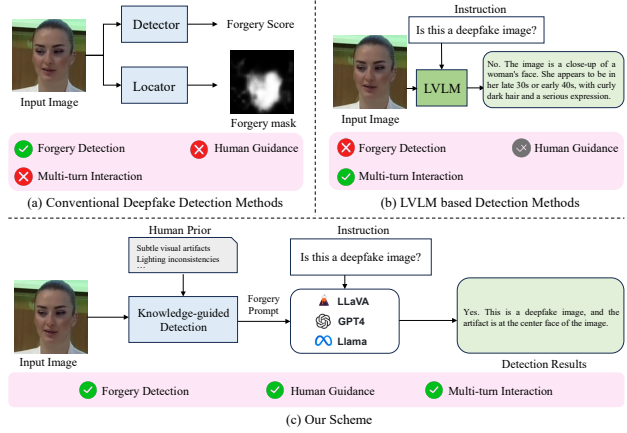 Detector
Forgery Score
Locator
Input Image
Forgery mask
Forgery Detection
Human Guidance
Multi-turn Interaction
(a) Conventional Deepfake Detection Methods
Instruction
Is this a deepfake image?
LVLM
No. The image is a close-up of a
woman's face. She appears to be in
her late 30s or early 40s, with curly
dark hair and a serious expression.
Input Image
Forgery Detection
Human Guidance
Multi-turn Interaction
(b) LVLM based Detection Methods
Human Prior
Subtle visual artifacts
Lighting inconsistencies
…
Instruction
Is this a deepfake image?
Knowledge-guided
Detection
Forgery
Prompt
LLaVA
GPT4
Llama
Yes. This is a deepfake image, and the
artifact is at the center face of the image.
Input Image
Detection Results
Forgery Detection
Human Guidance
Multi-turn Interaction
(c) Our Scheme